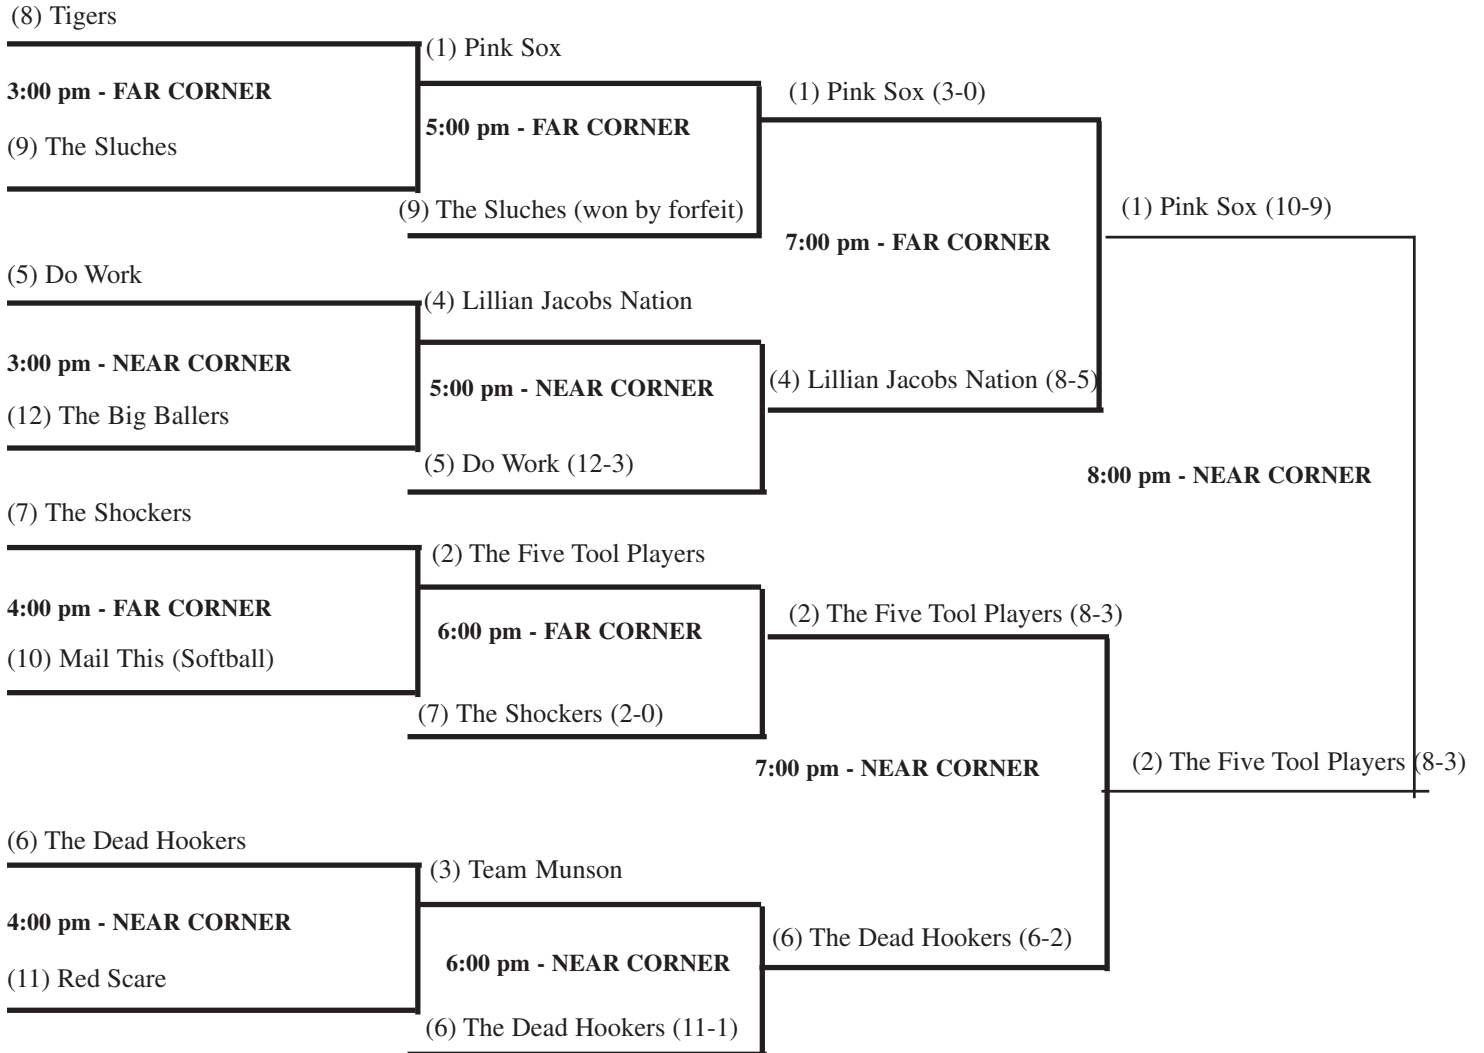 (8) Tigers
(1) Pink Sox
3:00 pm - FAR CORNER
(1) Pink Sox (3-0)
5:00 pm - FAR CORNER
(9) The Sluches
(9) The Sluches (won by forfeit)
(1) Pink Sox (10-9)
7:00 pm - FAR CORNER
(5) Do Work
(4) Lillian Jacobs Nation
3:00 pm - NEAR CORNER
(4) Lillian Jacobs Nation (8-5)
5:00 pm - NEAR CORNER
(12) The Big Ballers
(5) Do Work (12-3)
8:00 pm - NEAR CORNER
(7) The Shockers
(2) The Five Tool Players
4:00 pm - FAR CORNER
(2) The Five Tool Players (8-3)
6:00 pm - FAR CORNER
(10) Mail This (Softball)
(7) The Shockers (2-0)
7:00 pm - NEAR CORNER
(2) The Five Tool Players (8-3)
(6) The Dead Hookers
(3) Team Munson
4:00 pm - NEAR CORNER
(6) The Dead Hookers (6-2)
6:00 pm - NEAR CORNER
(11) Red Scare
(6) The Dead Hookers (11-1)